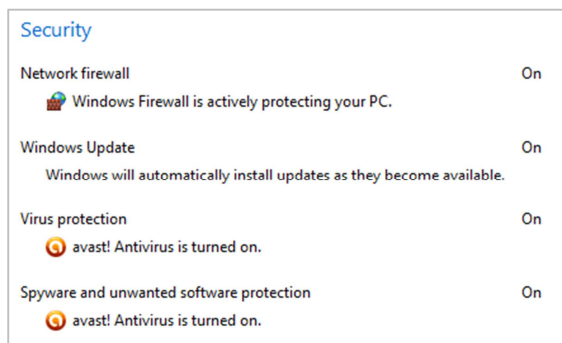 Security
Network firewall On
Windows Firewall is actively protecting your PC.
Windows Update On
Windows will automatically install updates as they become available.
Virus protection On
avast! Antivirus is turned on.
Spyware and unwanted software protection On
avast! Antivirus is turned on.